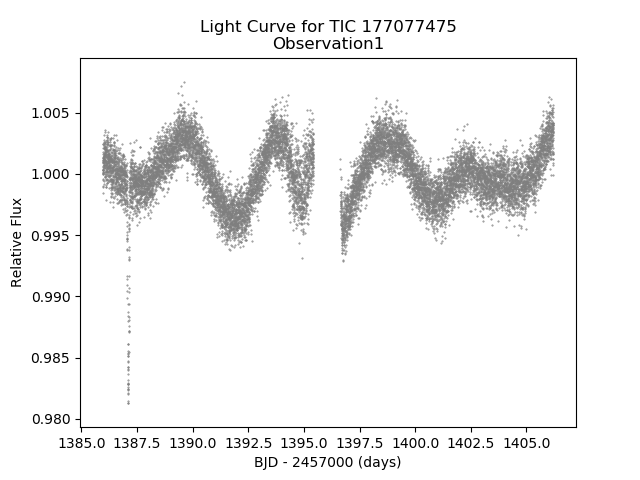 Light Curve for TIC 177077475
Observation1
1.005
1.000
0.995
0.990
0.985
0.980
Relative Flux
1385.0 1387.5 1390.0 1392.5 1395.0 1397.5 1400.0 1402.5 1405.0
BJD - 2457000 (days)